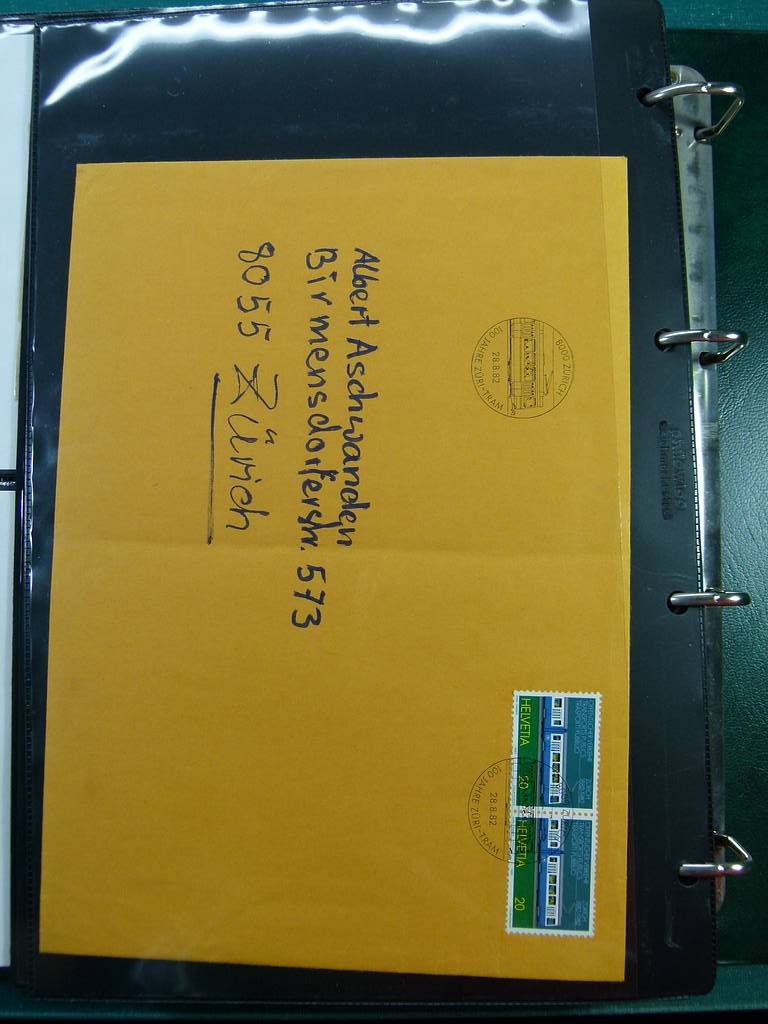 8000 ZÜRICH
28.8.82
100 JAHRE ZÜRI-TRAM
Albert Aschwanden
Birmensdorferstr. 573
8055 Zürich
HELVETIA 20
HELVETIA 20
28.8.82
100 JAHRE ZÜRI-TRAM